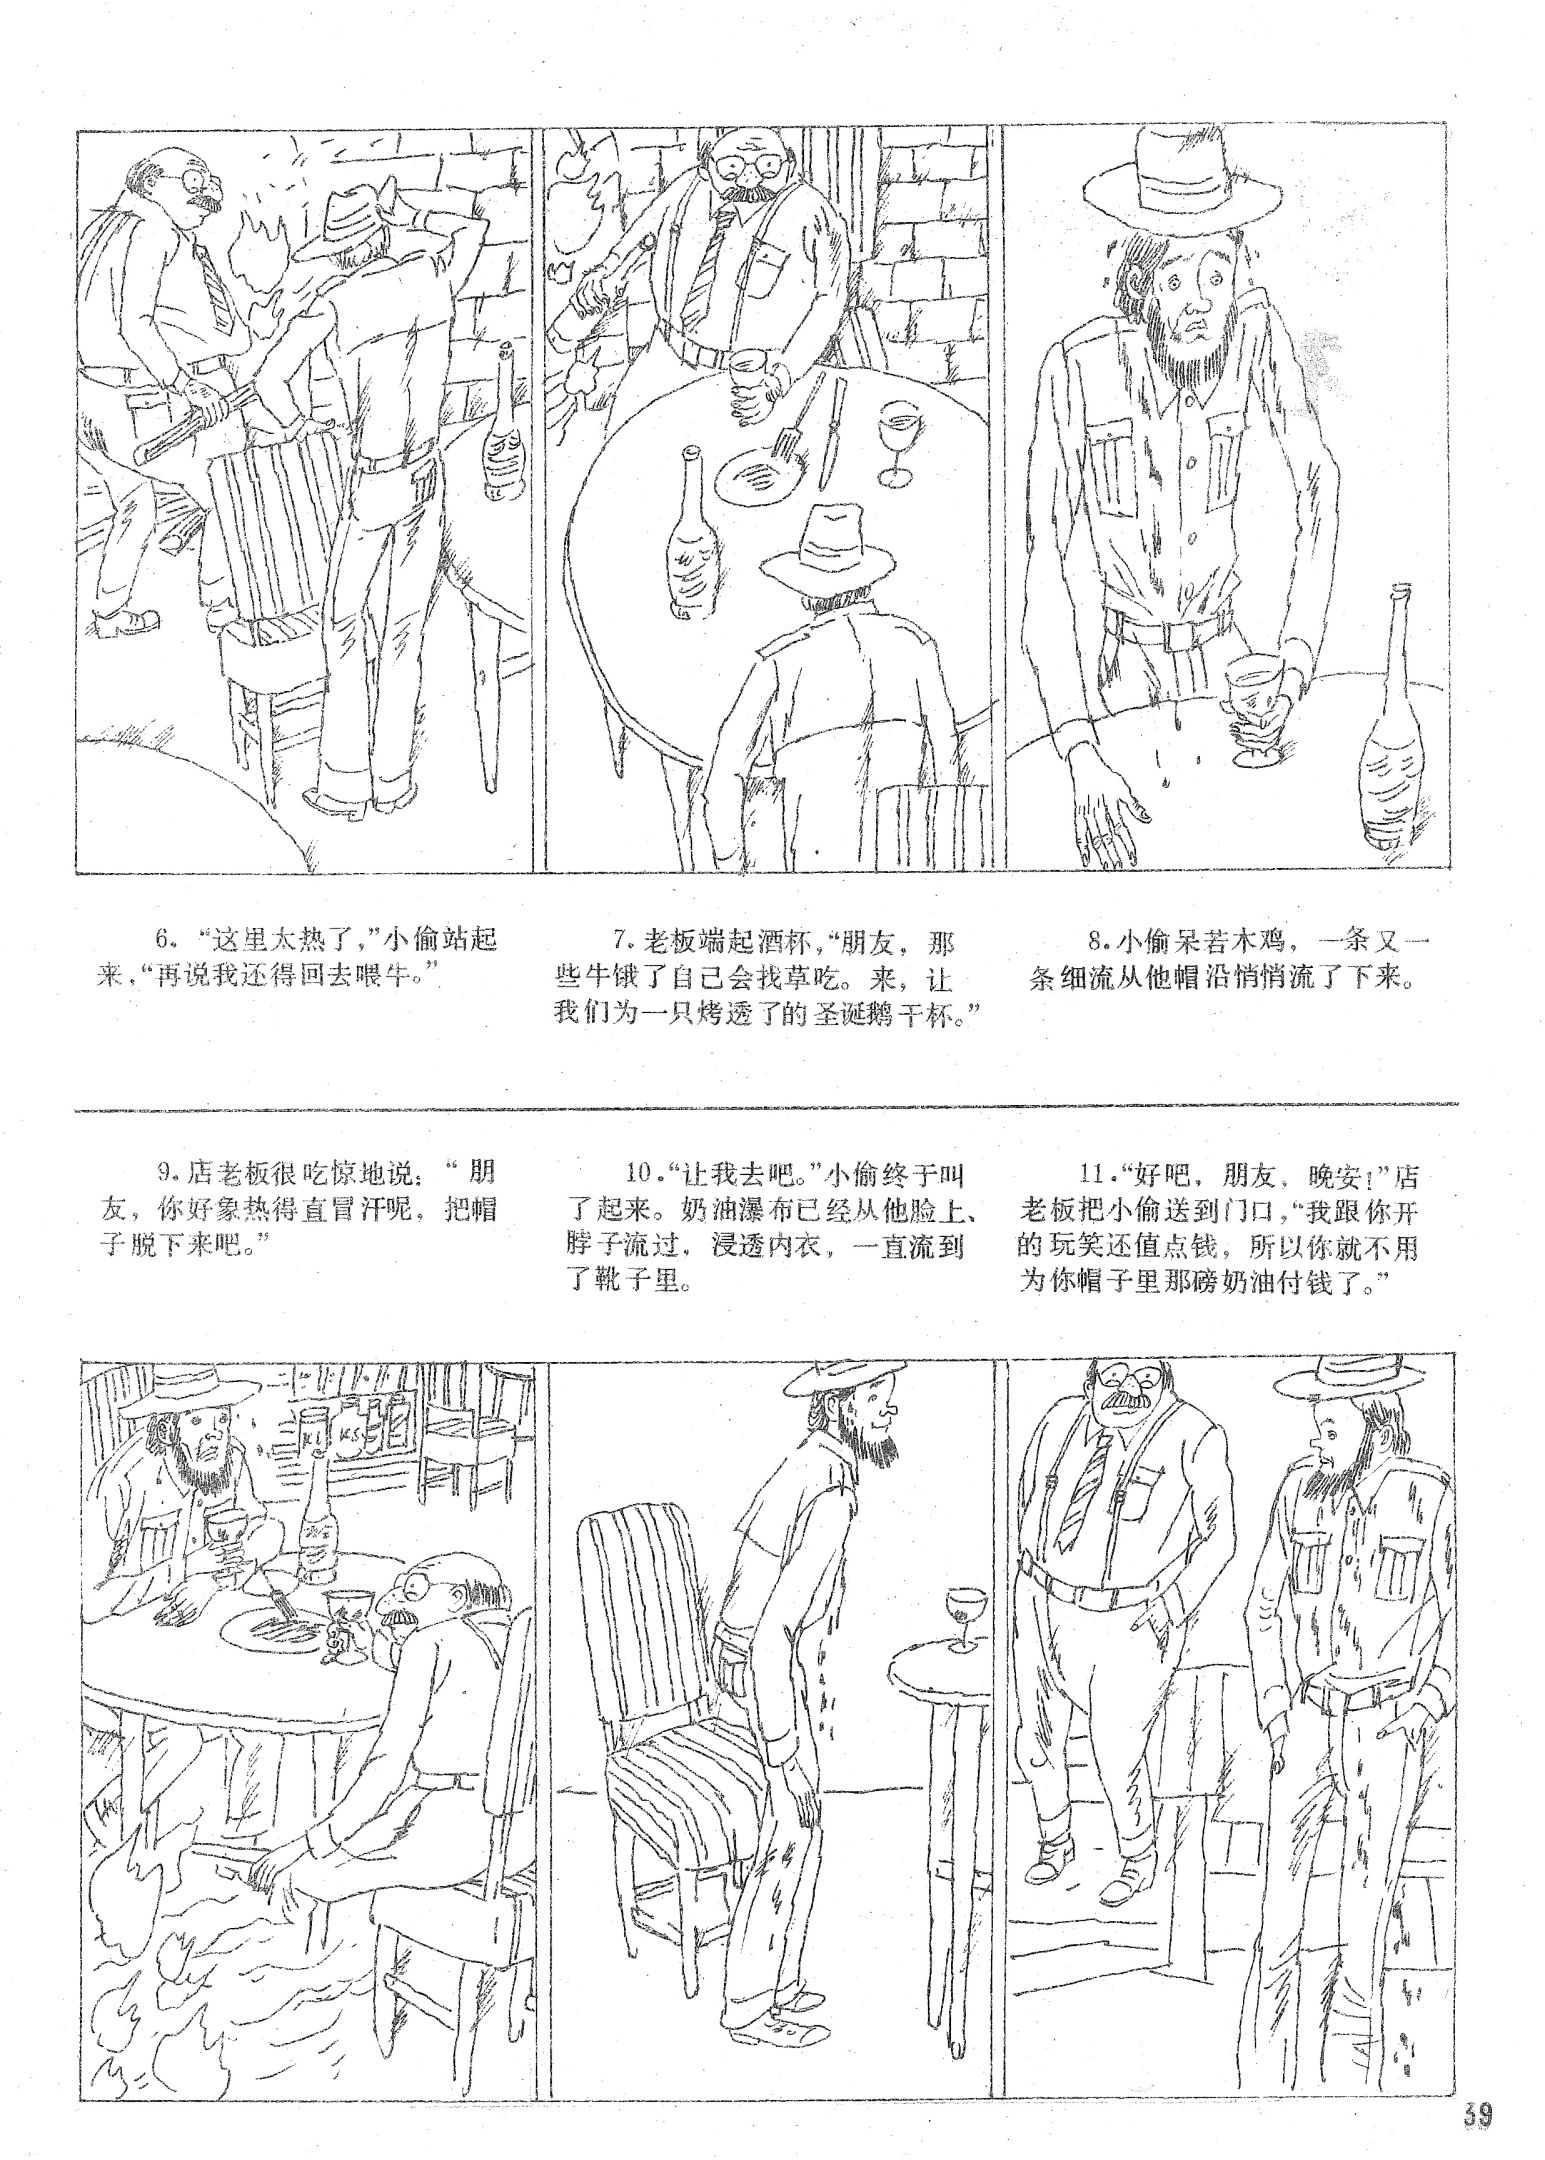 6. “这里太热了，”小偷站起
来，“再说我还得回去喂牛。”
7. 老板端起酒杯，“朋友，那
些牛饿了自己会找草吃。来，让
我们为一只烤透了的圣诞鹅干杯。”
8. 小偷呆若木鸡，一条又一
条细流从他帽沿悄悄流了下来。
9. 店老板很吃惊地说：“朋
友，你好象热得直冒汗呢，把帽
子脱下来吧。”
10. “让我去吧。”小偷终于叫
了起来。奶油瀑布已经从他脸上、
脖子流过，浸透内衣，一直流到
了靴子里。
11. “好吧，朋友，晚安！”店
老板把小偷送到门口，“我跟你开
的玩笑还值点钱，所以你就不用
为你帽子里那磅奶油付钱了。”
K1
KS
39